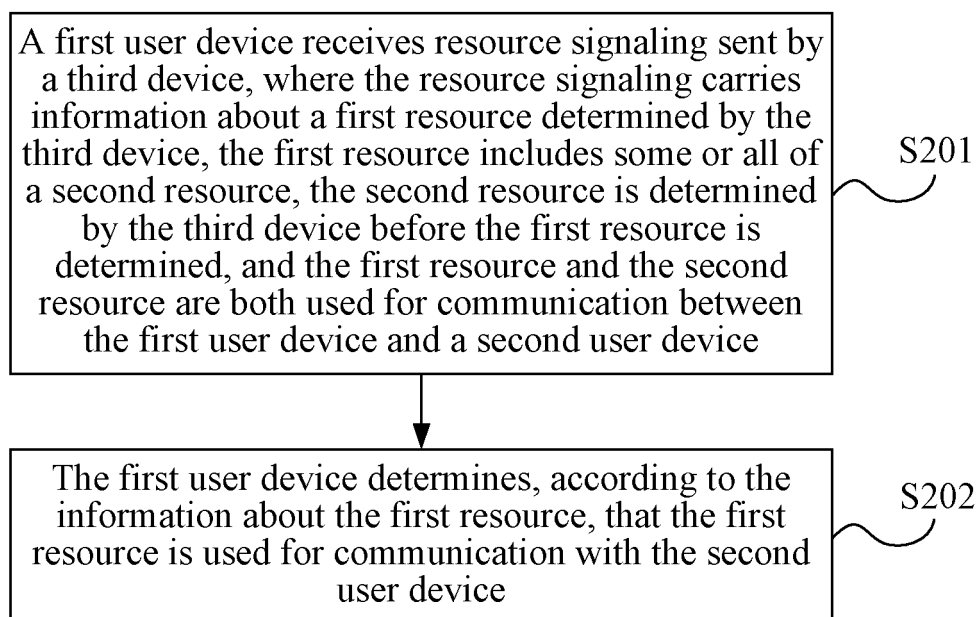 A first user device receives resource signaling sent by
a third device, where the resource signaling carries
information about a first resource determined by the
third device, the first resource includes some or all of
a second resource, the second resource is determined
by the third device before the first resource is
determined, and the first resource and the second
resource are both used for communication between
the first user device and a second user device
S201
The first user device determines, according to the
information about the first resource, that the first
resource is used for communication with the second
user device
S202